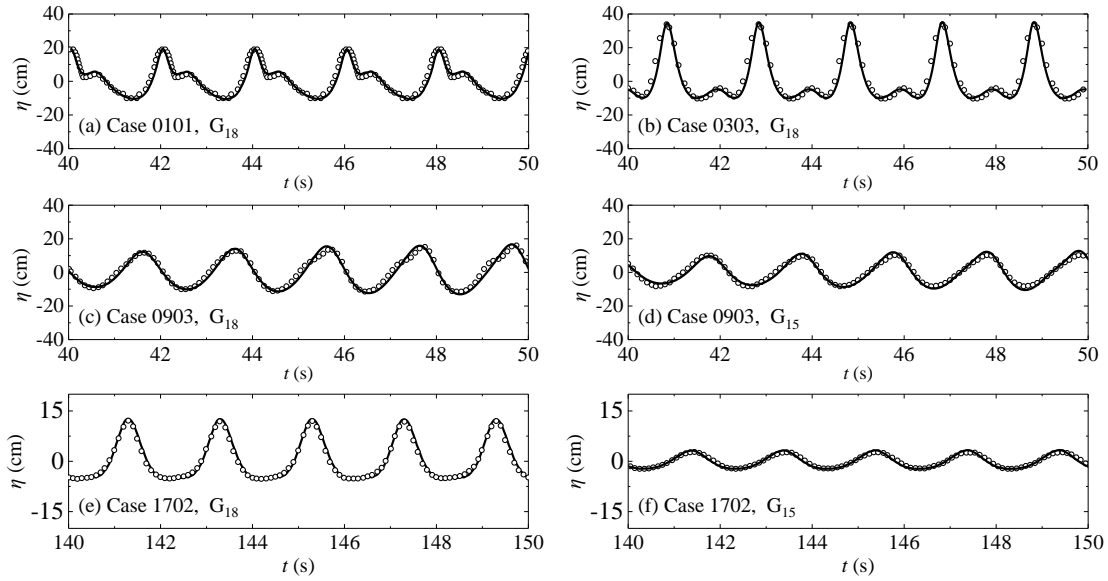 40
20
0
-20
-40
η (cm)
(a) Case 0101, G18
40 42 44 46 48 50
t (s)
40
20
0
-20
-40
η (cm)
(b) Case 0303, G18
40 42 44 46 48 50
t (s)
40
20
0
-20
-40
η (cm)
(c) Case 0903, G18
40 42 44 46 48 50
t (s)
40
20
0
-20
-40
η (cm)
(d) Case 0903, G15
40 42 44 46 48 50
t (s)
15
0
-15
η (cm)
(e) Case 1702, G18
140 142 144 146 148 150
t (s)
15
0
-15
η (cm)
(f) Case 1702, G15
140 142 144 146 148 150
t (s)